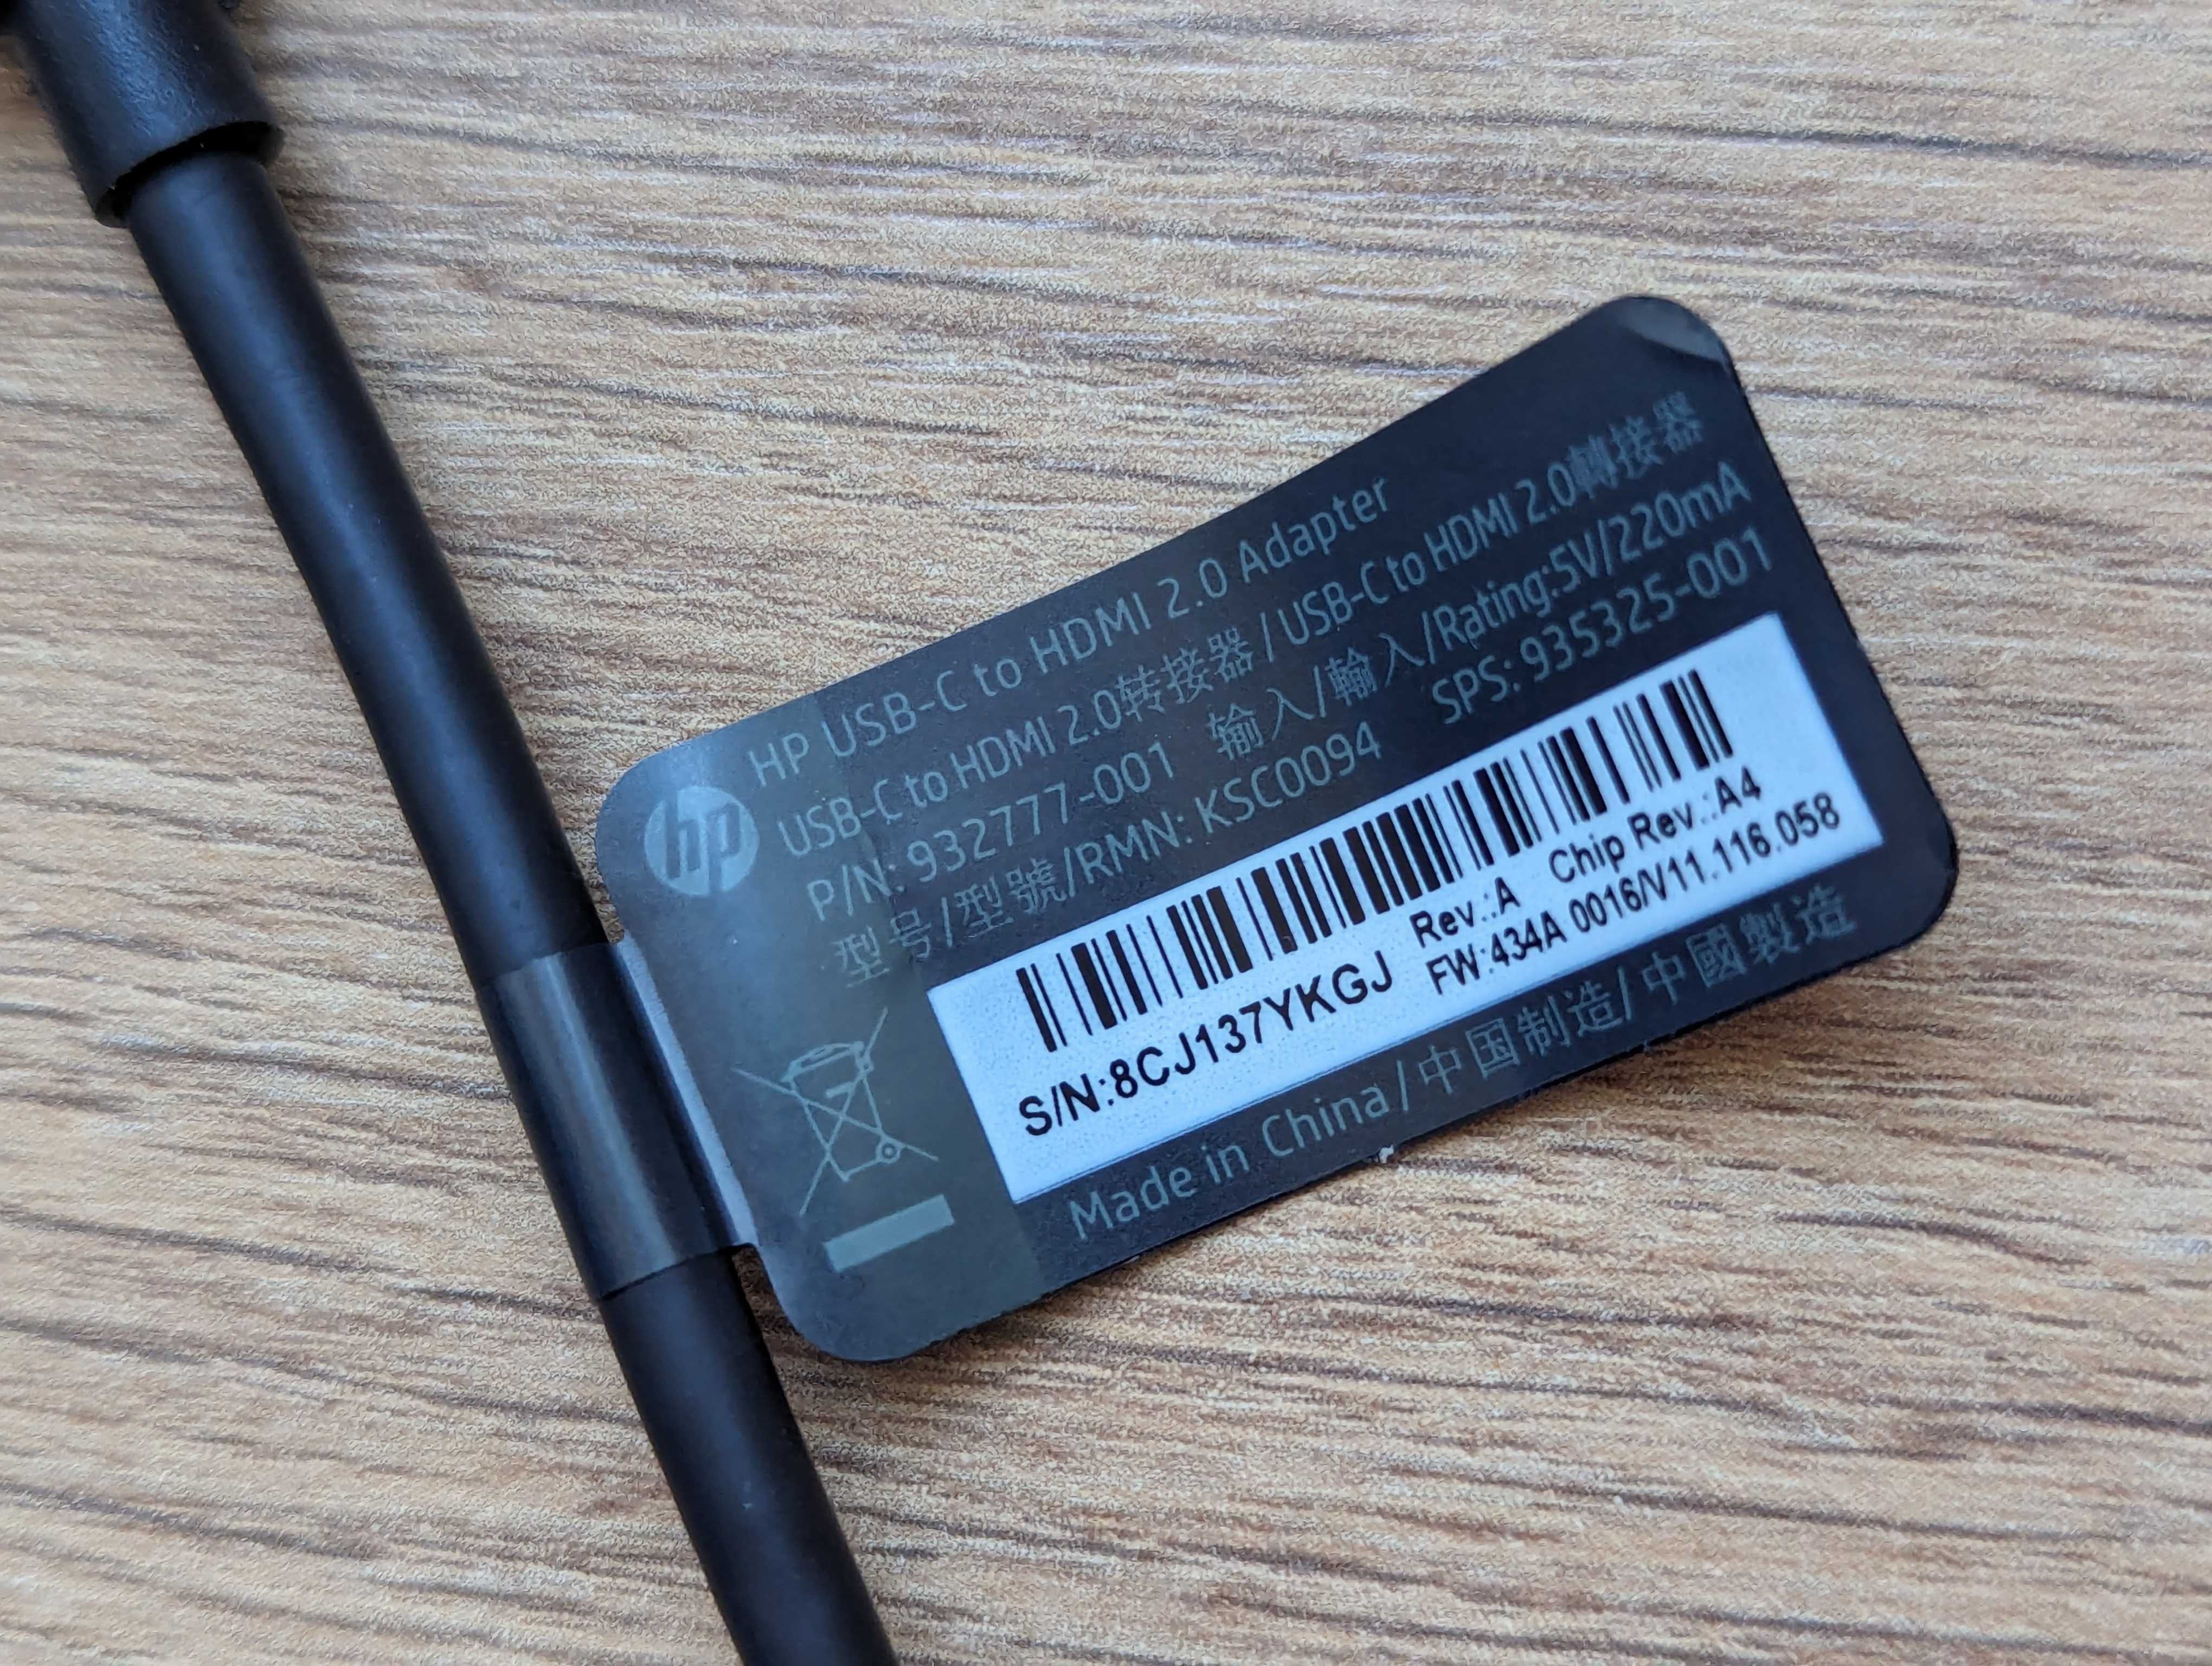 HP USB-C to HDMI 2.0 Adapter
USB-C to HDMI 2.0转接器 / USB-C to HDMI 2.0轉接器
P/N: 932777-001 输入/輸入/Rating:5V/220mA
型号/型號/RMN: KSC0094 SPS: 935325-001
hp
S/N:8CJ137YKGJ
Rev.:A Chip Rev.:A4
FW:434A 0016/V11.116.058
Made in China / 中国制造/ 中國製造